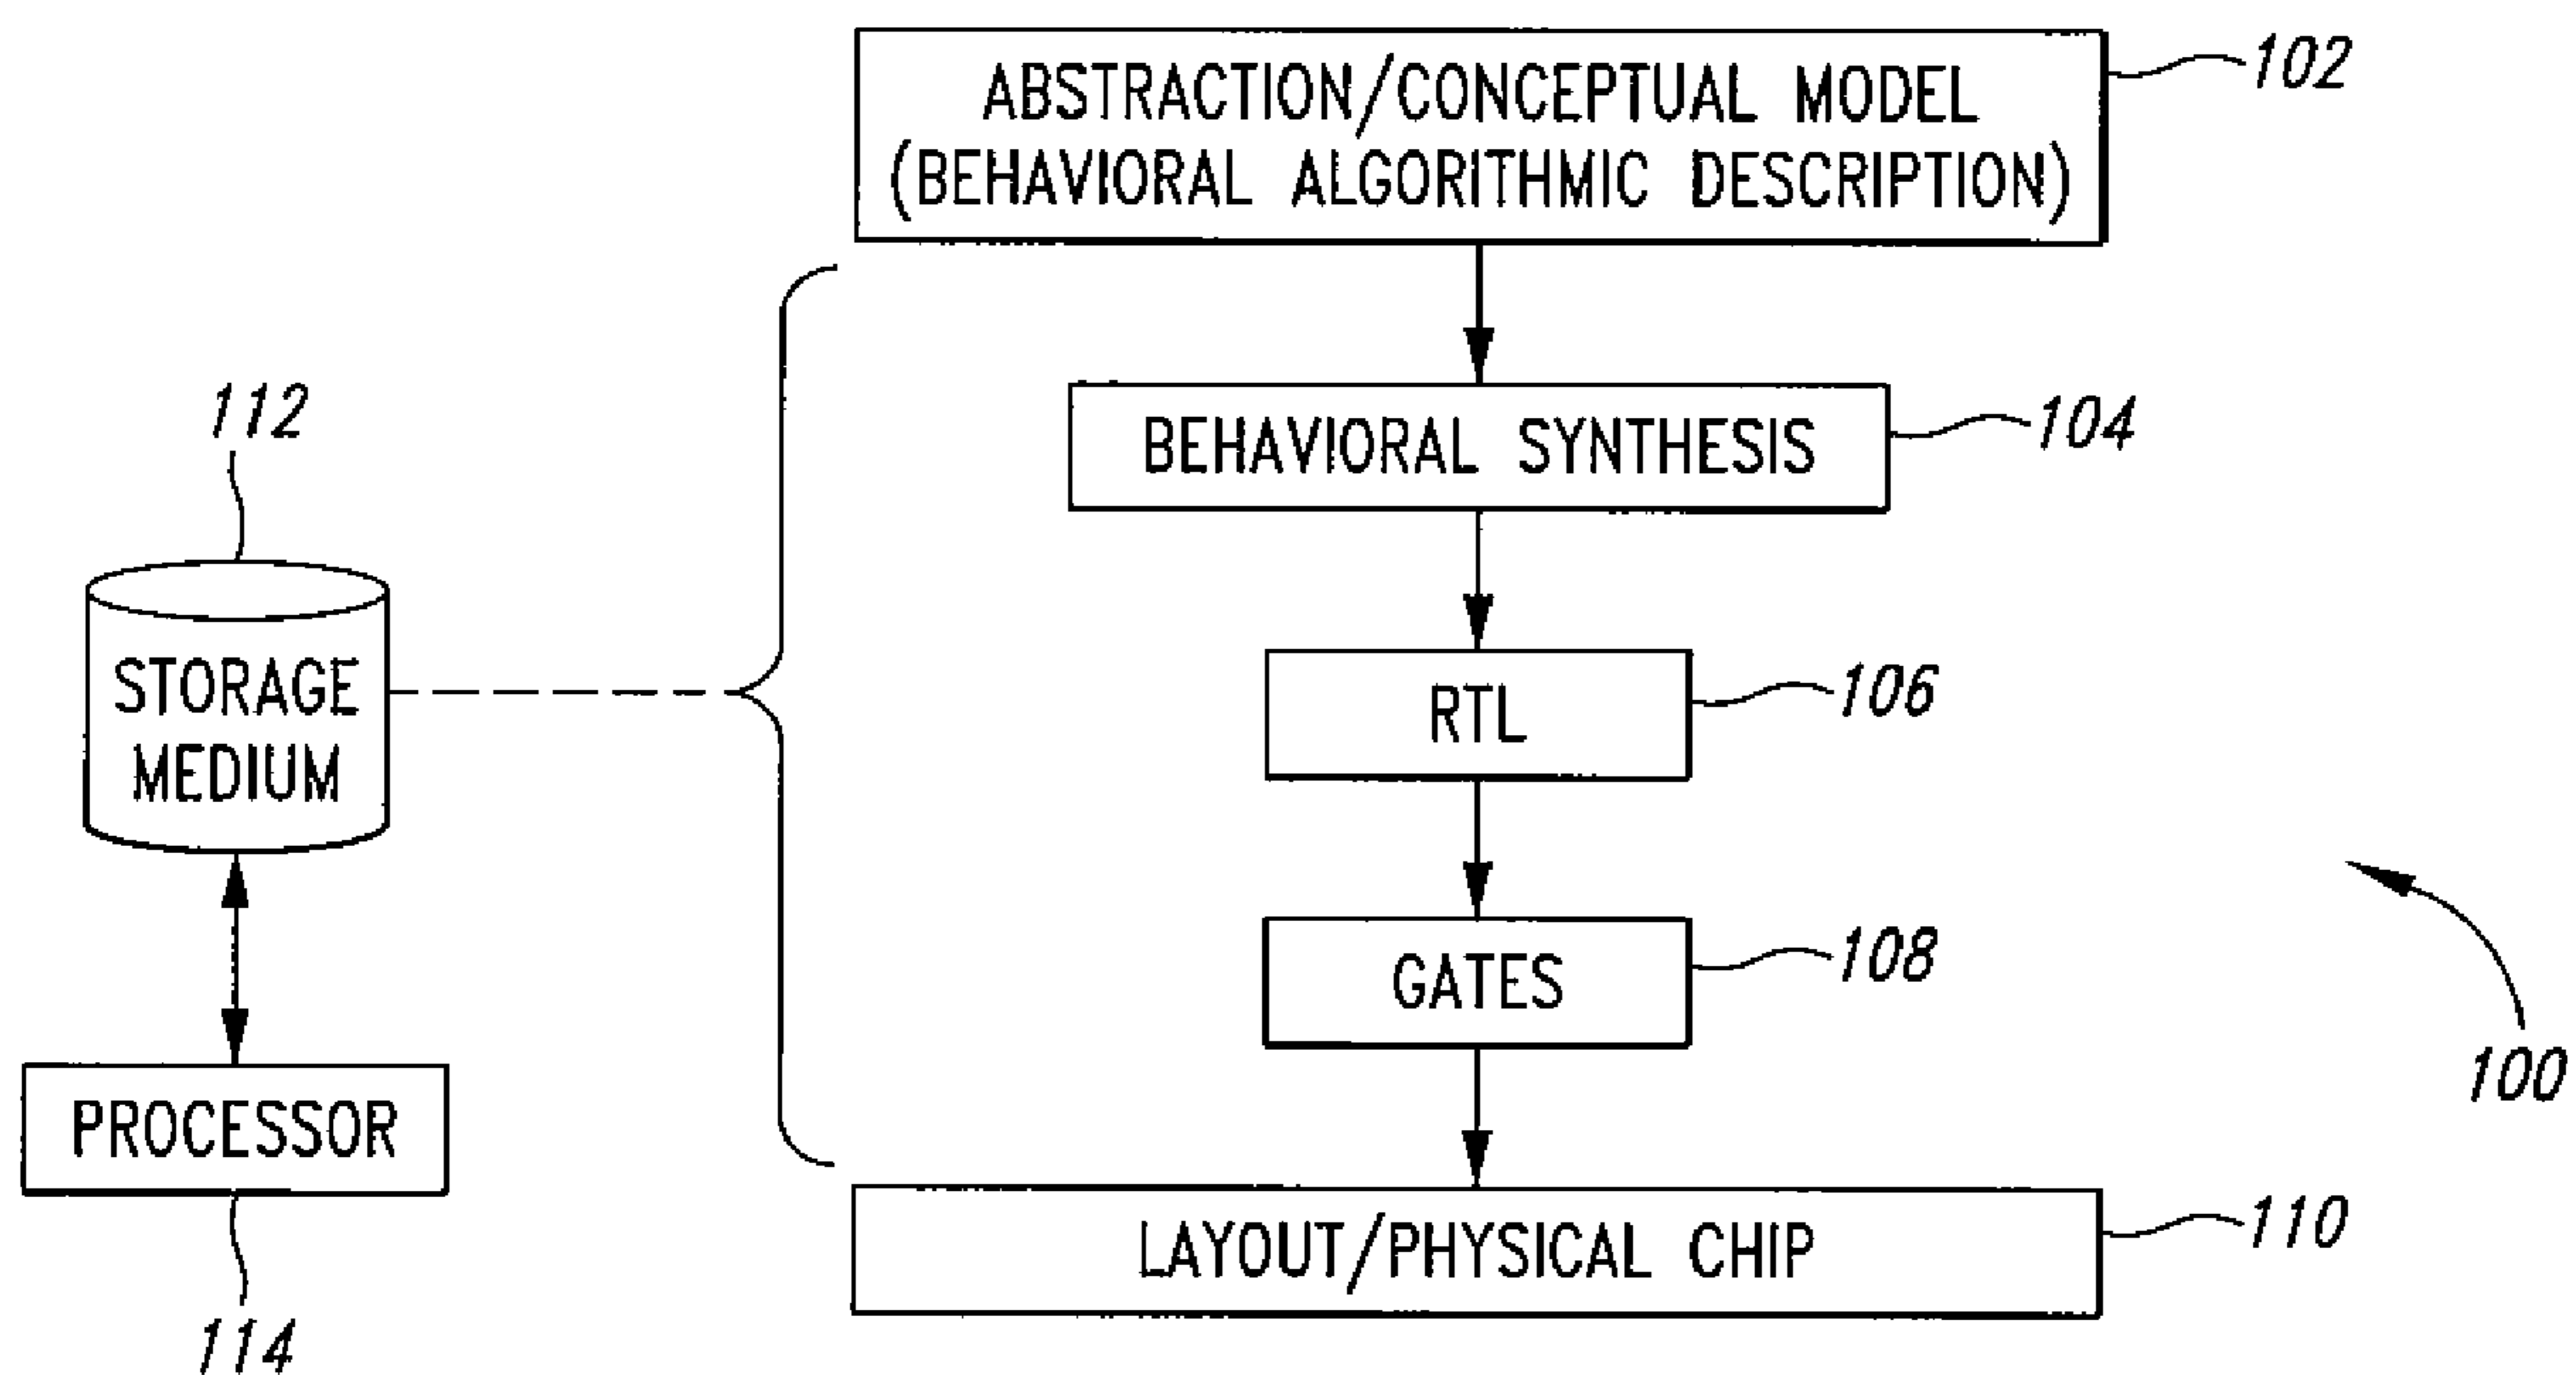 ABSTRACTION/CONCEPTUAL MODEL
(BEHAVIORAL ALGORITHMIC DESCRIPTION)
102
BEHAVIORAL SYNTHESIS
104
112
STORAGE
MEDIUM
RTL
106
GATES
108
100
PROCESSOR
114
LAYOUT/PHYSICAL CHIP
110